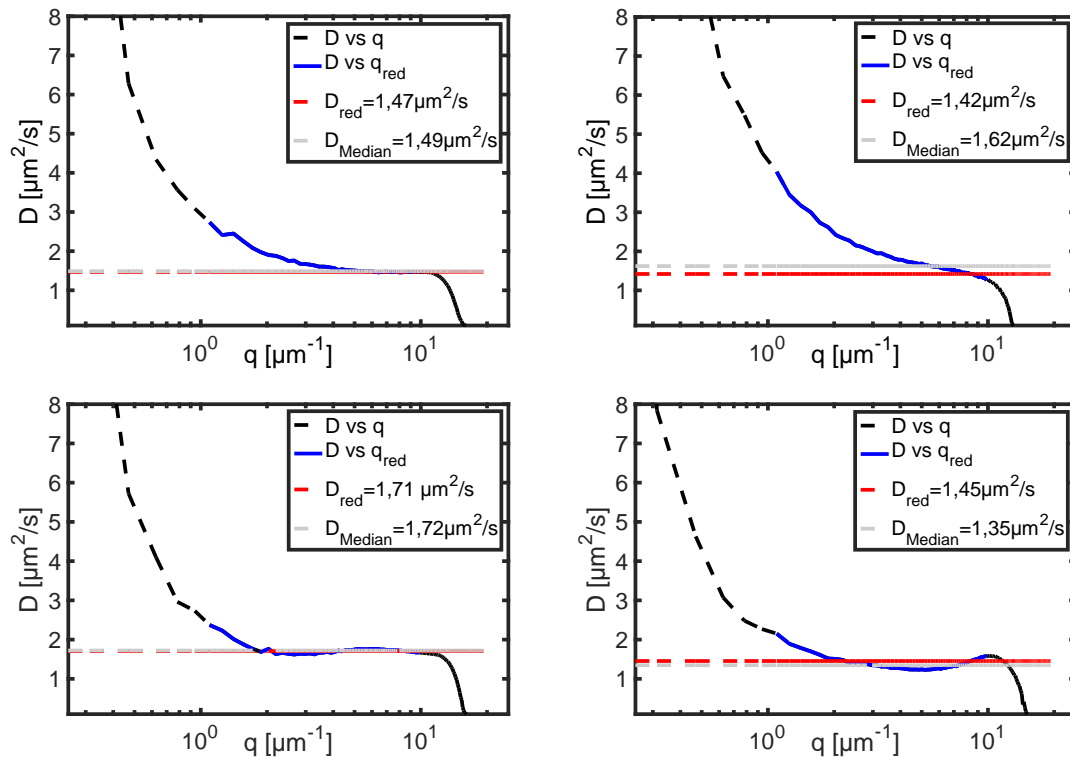 8
7
6
5
4
3
2
1
D [µm²/s]
10⁰
10¹
q [µm⁻¹]
D vs q
D vs q_red
D_red=1,47µm²/s
D_Median=1,49µm²/s
8
7
6
5
4
3
2
1
D [µm²/s]
10⁰
10¹
q [µm⁻¹]
D vs q
D vs q_red
D_red=1,42µm²/s
D_Median=1,62µm²/s
8
7
6
5
4
3
2
1
D [µm²/s]
10⁰
10¹
q [µm⁻¹]
D vs q
D vs q_red
D_red=1,71 µm²/s
D_Median=1,72µm²/s
8
7
6
5
4
3
2
1
D [µm²/s]
10⁰
10¹
q [µm⁻¹]
D vs q
D vs q_red
D_red=1,45µm²/s
D_Median=1,35µm²/s